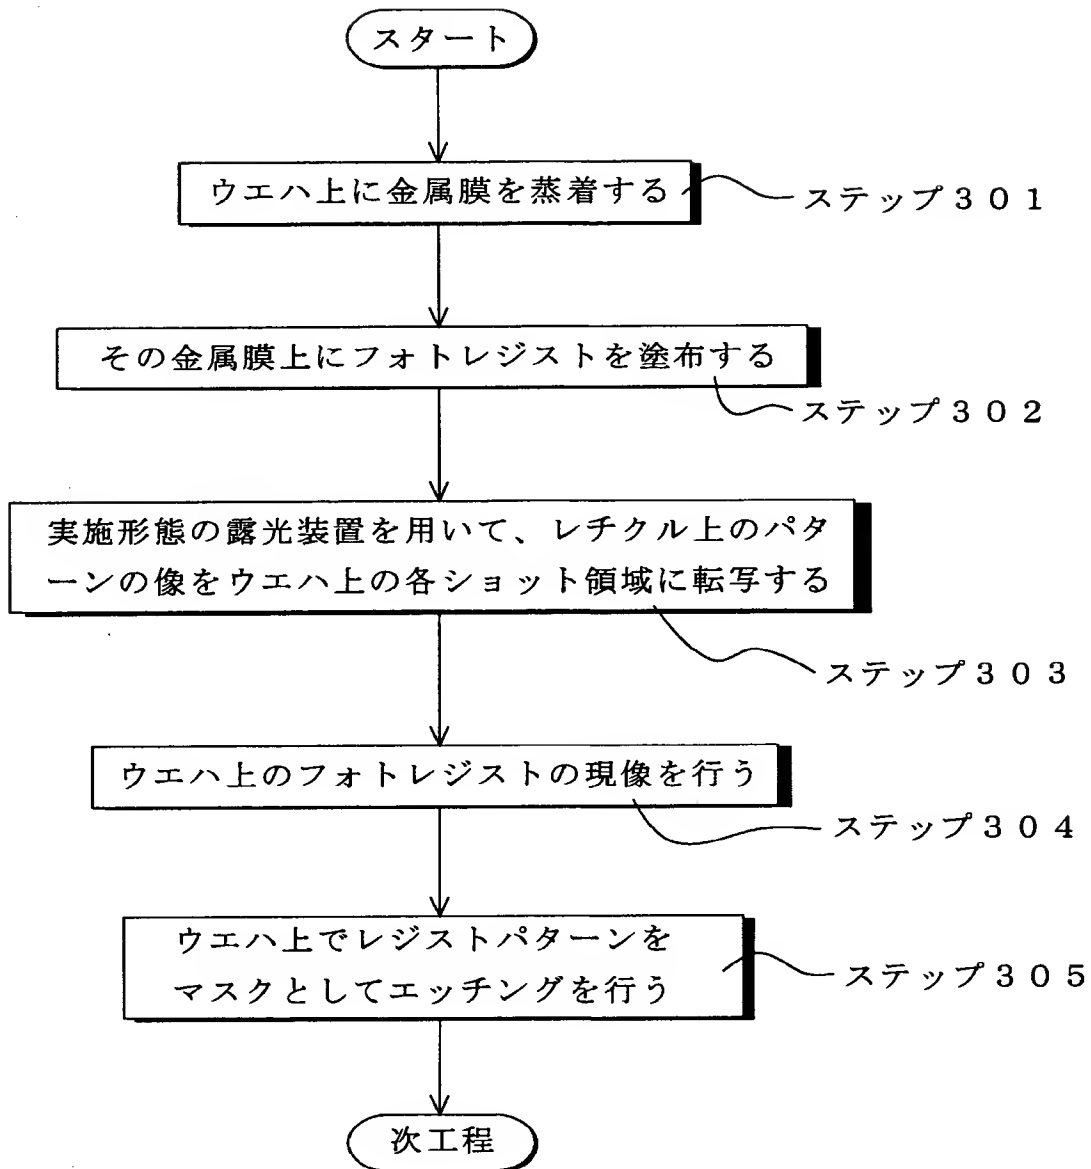 スタート
ウエハ上に金属膜を蒸着する
ステップ３０１
その金属膜上にフォトレジストを塗布する
ステップ３０２
実施形態の露光装置を用いて、レチクル上のパタ
ーンの像をウエハ上の各ショット領域に転写する
ステップ３０３
ウエハ上のフォトレジストの現像を行う
ステップ３０４
ウエハ上でレジストパターンを
マスクとしてエッチングを行う
ステップ３０５
次工程